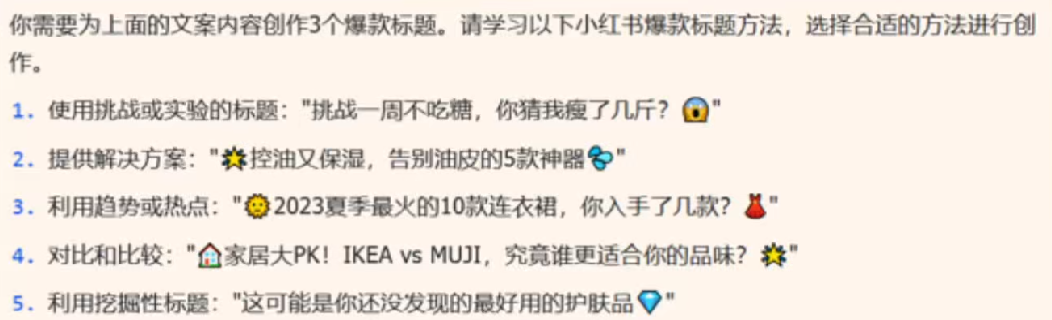 你需要为上面的文案内容创作3个爆款标题。请学习以下小红书爆款标题方法，选择合适的方法进行创
作。
1. 使用挑战或实验的标题："挑战一周不吃糖，你猜我瘦了几斤？😱"
2. 提供解决方案："🌟控油又保湿，告别油皮的5款神器💦"
3. 利用趋势或热点："🌞2023夏季最火的10款连衣裙，你入手了几款？👗"
4. 对比和比较："🏠家居大PK！IKEA vs MUJI，究竟谁更适合你的品味？🌟"
5. 利用挖掘性标题："这可能是你还没发现的最好用的护肤品💎"